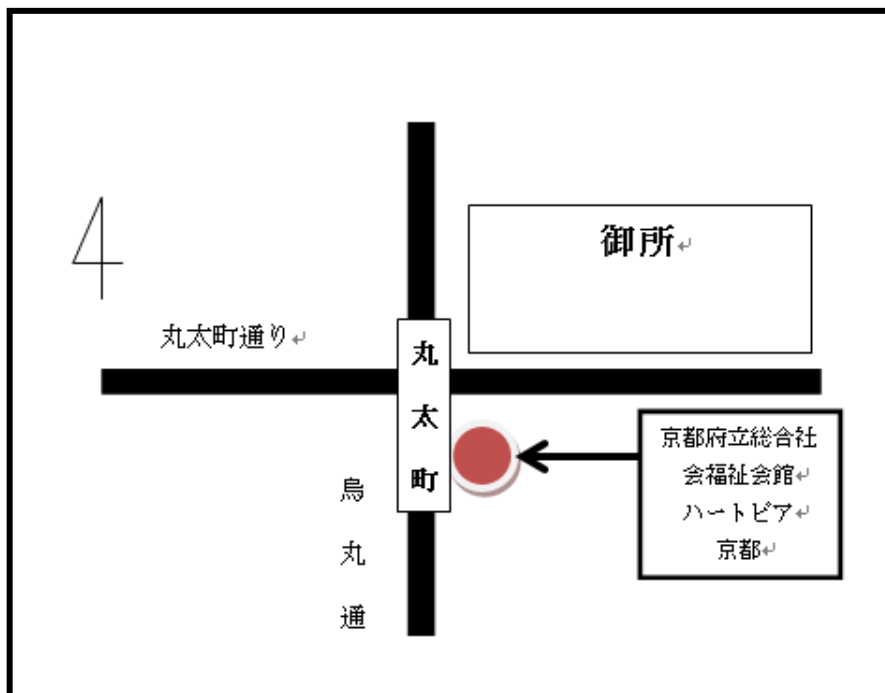 御所
丸太町通り
丸太町
京都府立総合社
会福祉会館
ハートピア
京都
烏丸通